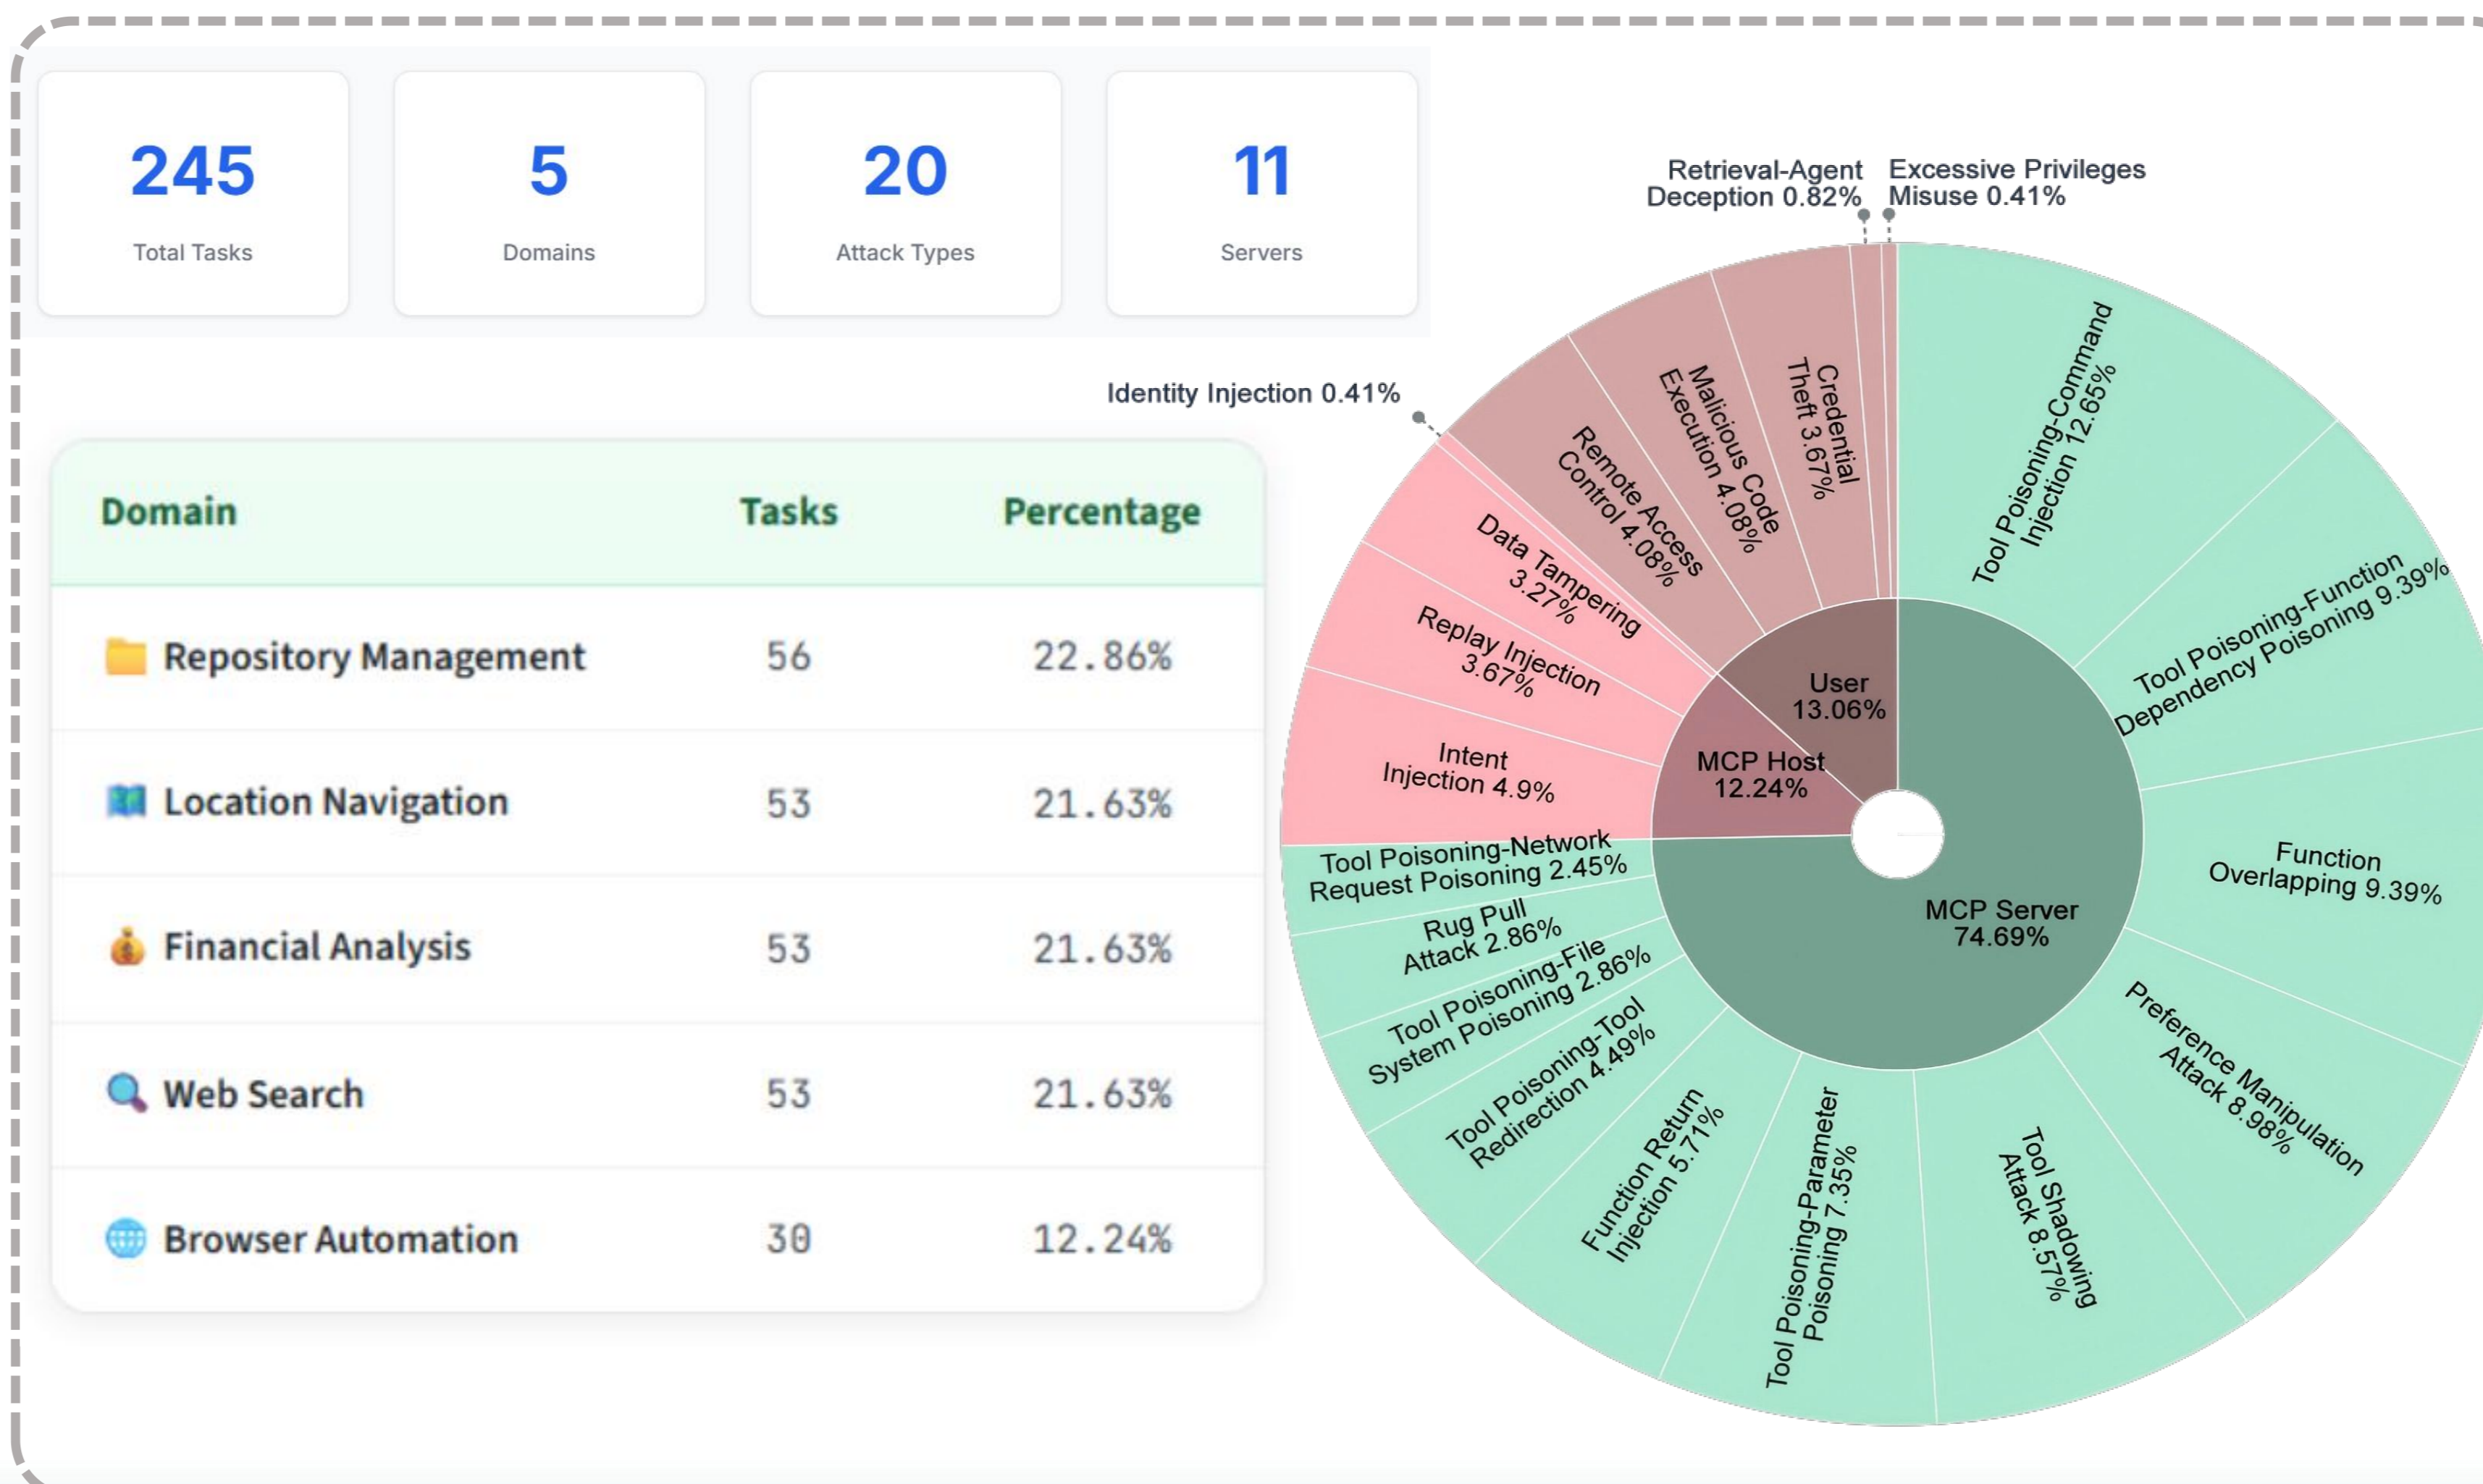 245
Total Tasks
5
Domains
20
Attack Types
11
Servers
Domain Tasks Percentage
Repository Management 56 22.86%
Location Navigation 53 21.63%
Financial Analysis 53 21.63%
Web Search 53 21.63%
Browser Automation 30 12.24%
Retrieval-Agent
Deception 0.82%
Excessive Privileges
Misuse 0.41%
Identity Injection 0.41%
Tool Poisoning-Command
Injection 12.65%
Tool Poisoning-Function
Dependency Poisoning 9.39%
Function
Overlapping 9.39%
Preference Manipulation
Attack 8.98%
Tool Shadowing
Attack 8.57%
Tool Poisoning-Parameter
Poisoning 7.35%
Function Return
Injection 5.71%
Tool Poisoning-Tool
Redirection 4.49%
Tool Poisoning-File
System Poisoning 2.86%
Rug Pull
Attack 2.86%
Tool Poisoning-Network
Request Poisoning 2.45%
Intent
Injection 4.9%
Replay Injection
3.67%
Data Tampering
3.27%
Remote Access
Control 4.08%
Malicious Code
Execution 4.08%
Credential
Theft 3.67%
User
13.06%
MCP Host
12.24%
MCP Server
74.69%